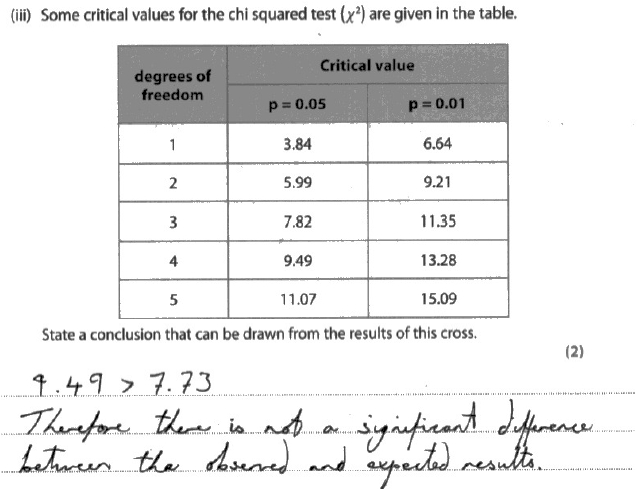 (iii) Some critical values for the chi squared test (χ²) are given in the table.
degrees of freedom
Critical value
p = 0.05 p = 0.01
1 3.84 6.64
2 5.99 9.21
3 7.82 11.35
4 9.49 13.28
5 11.07 15.09
State a conclusion that can be drawn from the results of this cross.
(2)
9.49 > 7.73
Therefore there is not a significant difference
between the observed and expected results.